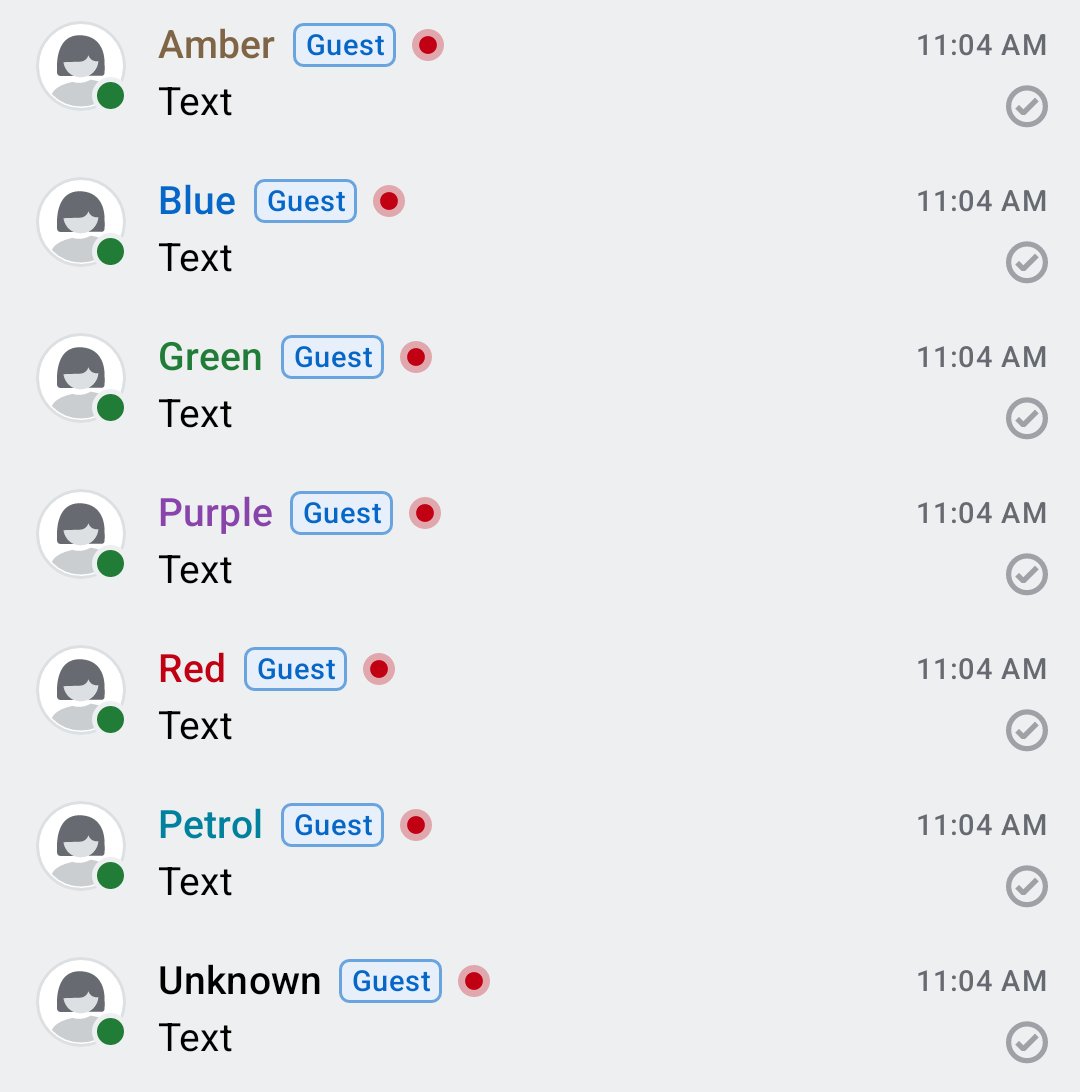 Amber Guest 11:04 AM
Text
Blue Guest 11:04 AM
Text
Green Guest 11:04 AM
Text
Purple Guest 11:04 AM
Text
Red Guest 11:04 AM
Text
Petrol Guest 11:04 AM
Text
Unknown Guest 11:04 AM
Text